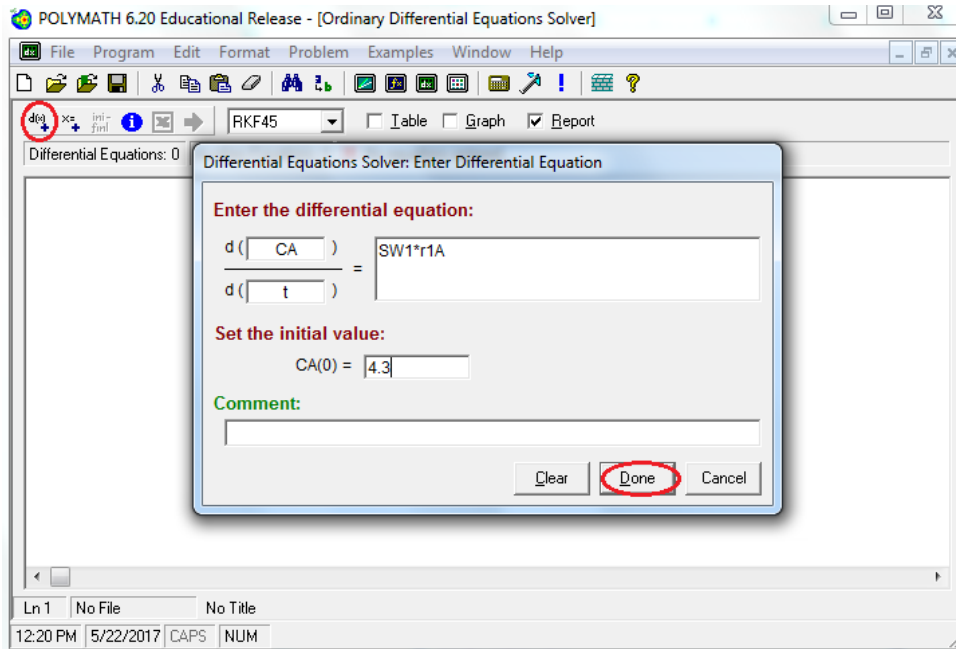 POLYMATH 6.20 Educational Release - [Ordinary Differential Equations Solver]
File Program Edit Format Problem Examples Window Help
d(x) x= ini- finl RKF45 Table Graph Report
Differential Equations: 0
Differential Equations Solver: Enter Differential Equation
Enter the differential equation:
d ( CA )
= SW1*r1A
d ( t )
Set the initial value:
CA(0) = 4.3
Comment:
Clear Done Cancel
Ln 1 No File No Title
12:20 PM 5/22/2017 CAPS NUM